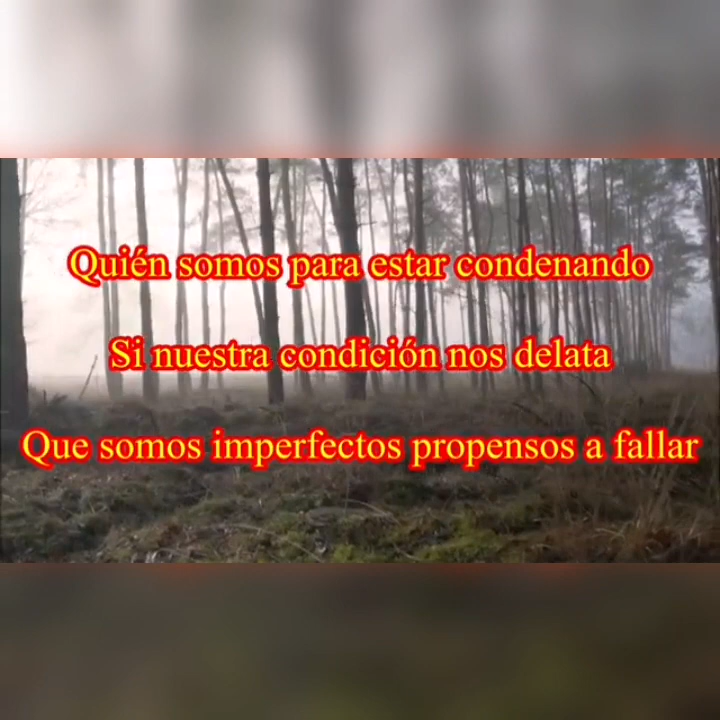 Quién somos para estar condenando
Si nuestra condición nos delata
Que somos imperfectos propensos a fallar